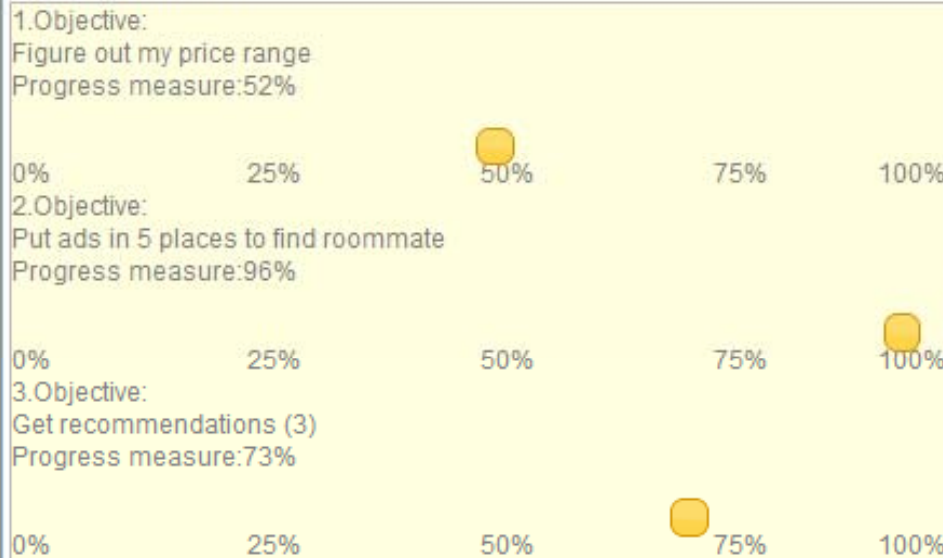 1.Objective:
Figure out my price range
Progress measure:52%
0% 25% 50% 75% 100%
2.Objective:
Put ads in 5 places to find roommate
Progress measure:96%
0% 25% 50% 75% 100%
3.Objective:
Get recommendations (3)
Progress measure:73%
0% 25% 50% 75% 100%